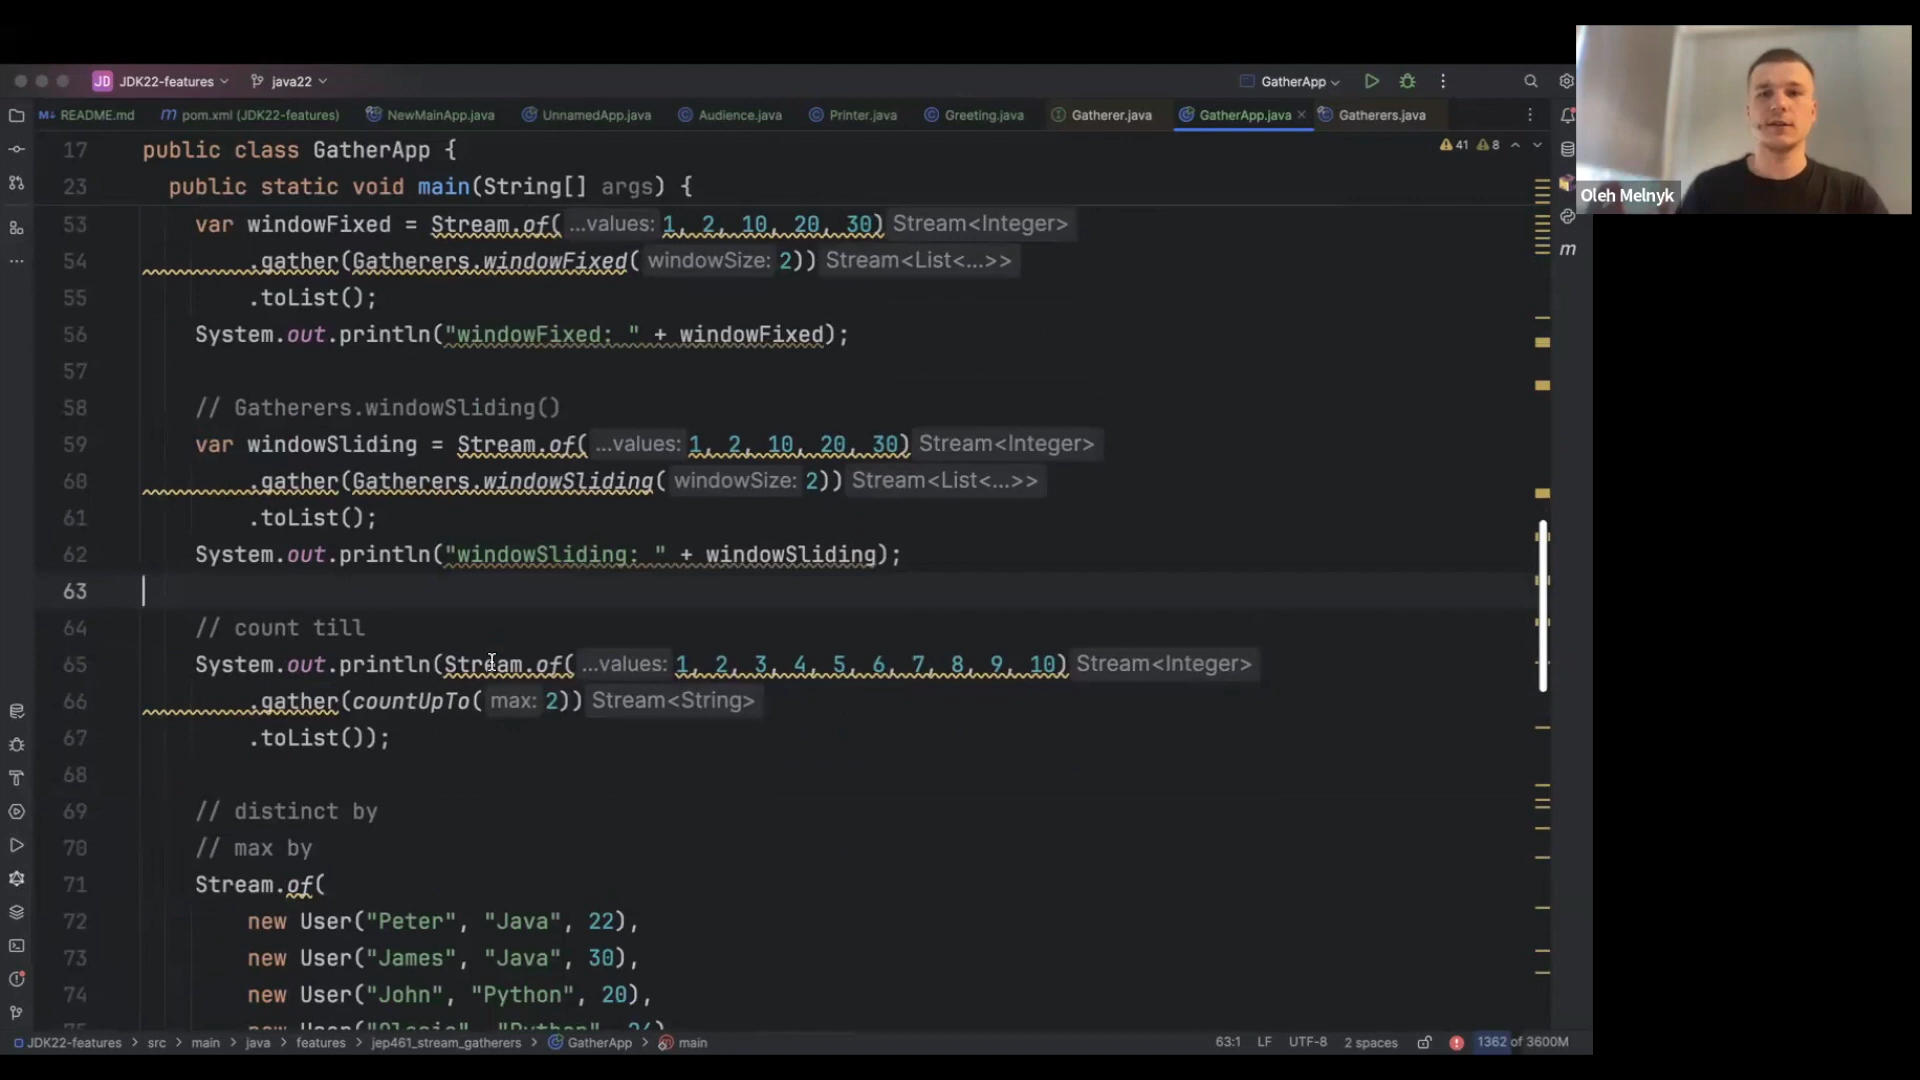 JD JDK22-features java22 GatherApp
README.md pom.xml (JDK22-features) NewMainApp.java UnnamedApp.java Audience.java Printer.java Greeting.java Gatherer.java GatherApp.java Gatherers.java
41 8
17 public class GatherApp {
23 public static void main(String[] args) {
53 var windowFixed = Stream.of( ...values: 1, 2, 10, 20, 30) Stream<Integer>
54 .gather(Gatherers.windowFixed( windowSize: 2)) Stream<List<...>>
55 .toList();
56 System.out.println("windowFixed: " + windowFixed);
57
58 // Gatherers.windowSliding()
59 var windowSliding = Stream.of( ...values: 1, 2, 10, 20, 30) Stream<Integer>
60 .gather(Gatherers.windowSliding( windowSize: 2)) Stream<List<...>>
61 .toList();
62 System.out.println("windowSliding: " + windowSliding);
63
64 // count till
65 System.out.println(Stream.of( ...values: 1, 2, 3, 4, 5, 6, 7, 8, 9, 10) Stream<Integer>
66 .gather(countUpTo( max: 2)) Stream<String>
67 .toList());
68
69 // distinct by
70 // max by
71 Stream.of(
72 new User("Peter", "Java", 22),
73 new User("James", "Java", 30),
74 new User("John", "Python", 20),
JDK22-features > src > main > java > features > jep461_stream_gatherers > GatherApp > main 63:1 LF UTF-8 2 spaces 1362 of 3600M
Oleh Melnyk